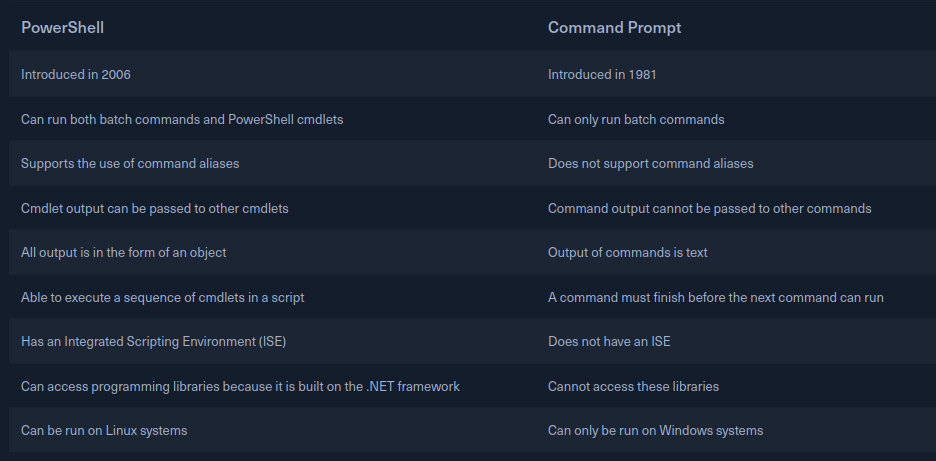 PowerShell Command Prompt
Introduced in 2006 Introduced in 1981
Can run both batch commands and PowerShell cmdlets Can only run batch commands
Supports the use of command aliases Does not support command aliases
Cmdlet output can be passed to other cmdlets Command output cannot be passed to other commands
All output is in the form of an object Output of commands is text
Able to execute a sequence of cmdlets in a script A command must finish before the next command can run
Has an Integrated Scripting Environment (ISE) Does not have an ISE
Can access programming libraries because it is built on the .NET framework Cannot access these libraries
Can be run on Linux systems Can only be run on Windows systems